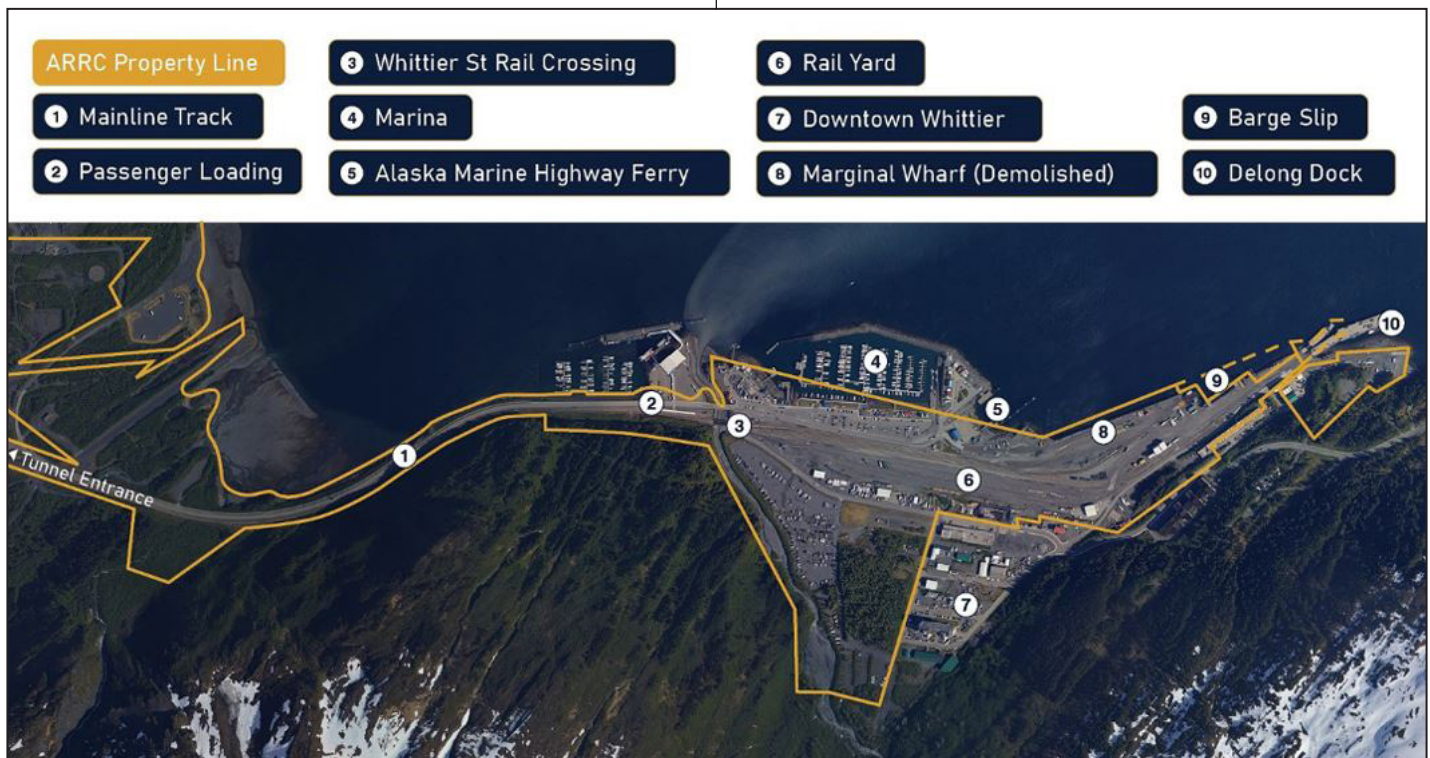 ARRC Property Line
1 Mainline Track
2 Passenger Loading
3 Whittier St Rail Crossing
4 Marina
5 Alaska Marine Highway Ferry
6 Rail Yard
7 Downtown Whittier
8 Marginal Wharf (Demolished)
9 Barge Slip
10 Delong Dock
10
4
9
2
5
3
8
1
Tunnel Entrance
6
7